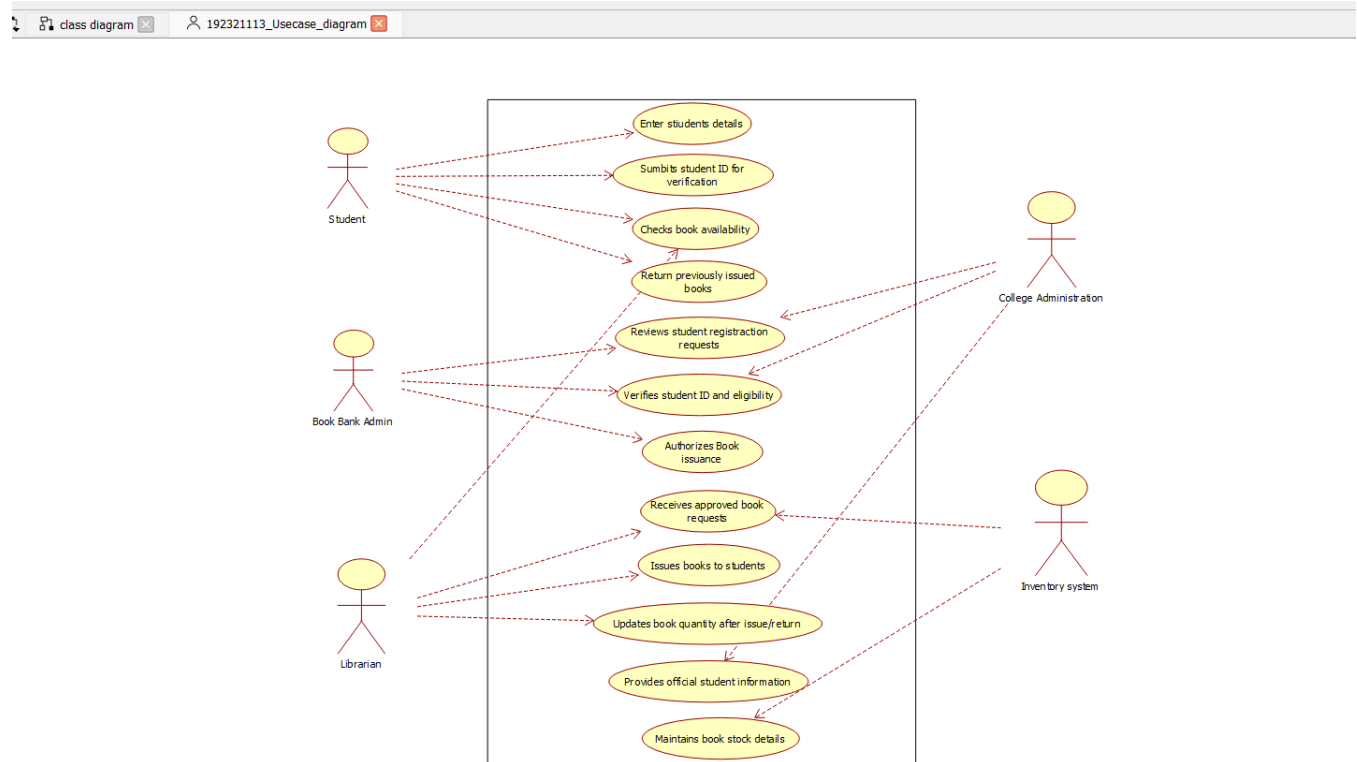 class diagram
192321113_Usecase_diagram
Enter stiudents details
Sumbits student ID for
verification
Student
Checks book availability
Return previously issued
books
College Administration
Reviews student registraction
requests
Verifies student ID and eligibility
Book Bank Admin
Authorizes Book
issuance
Receives approved book
requests
Issues books to students
Inventory system
Updates book quantity after issue/return
Librarian
Provides official student information
Maintains book stock details